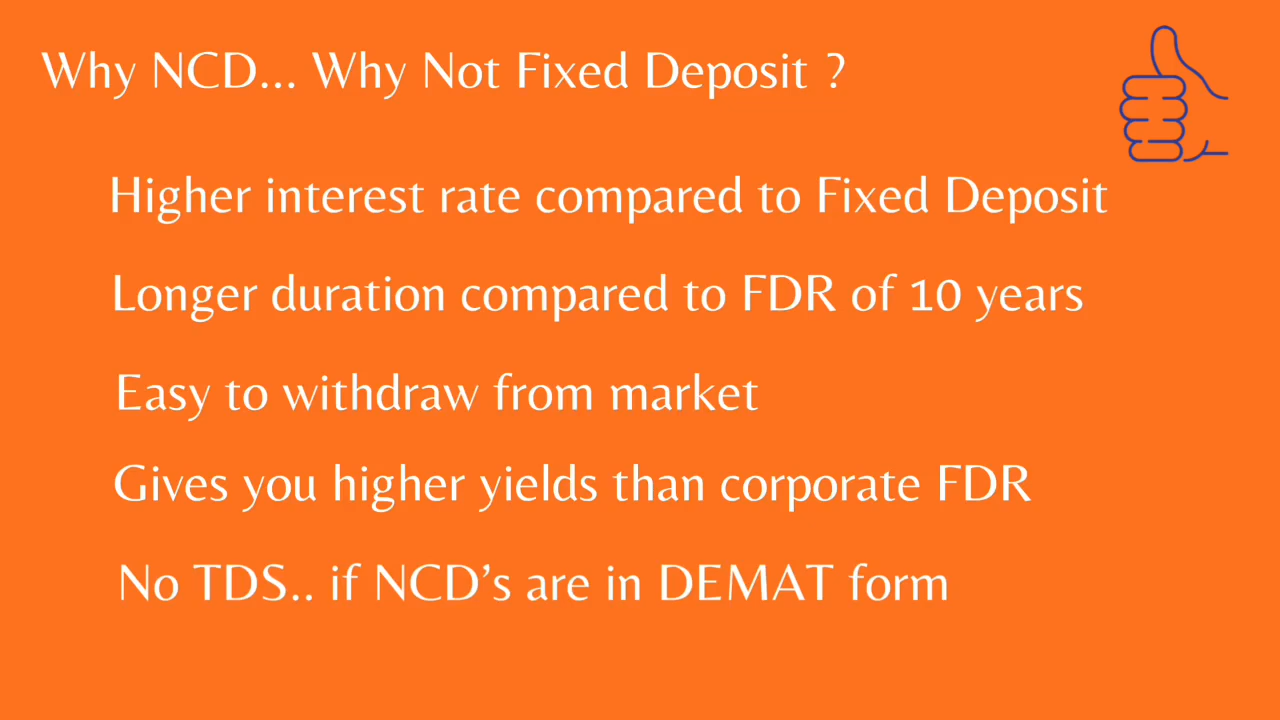 Why NCD... Why Not Fixed Deposit ?
Higher interest rate compared to Fixed Deposit
Longer duration compared to FDR of 10 years
Easy to withdraw from market
Gives you higher yields than corporate FDR
No TDS.. if NCD’s are in DEMAT form